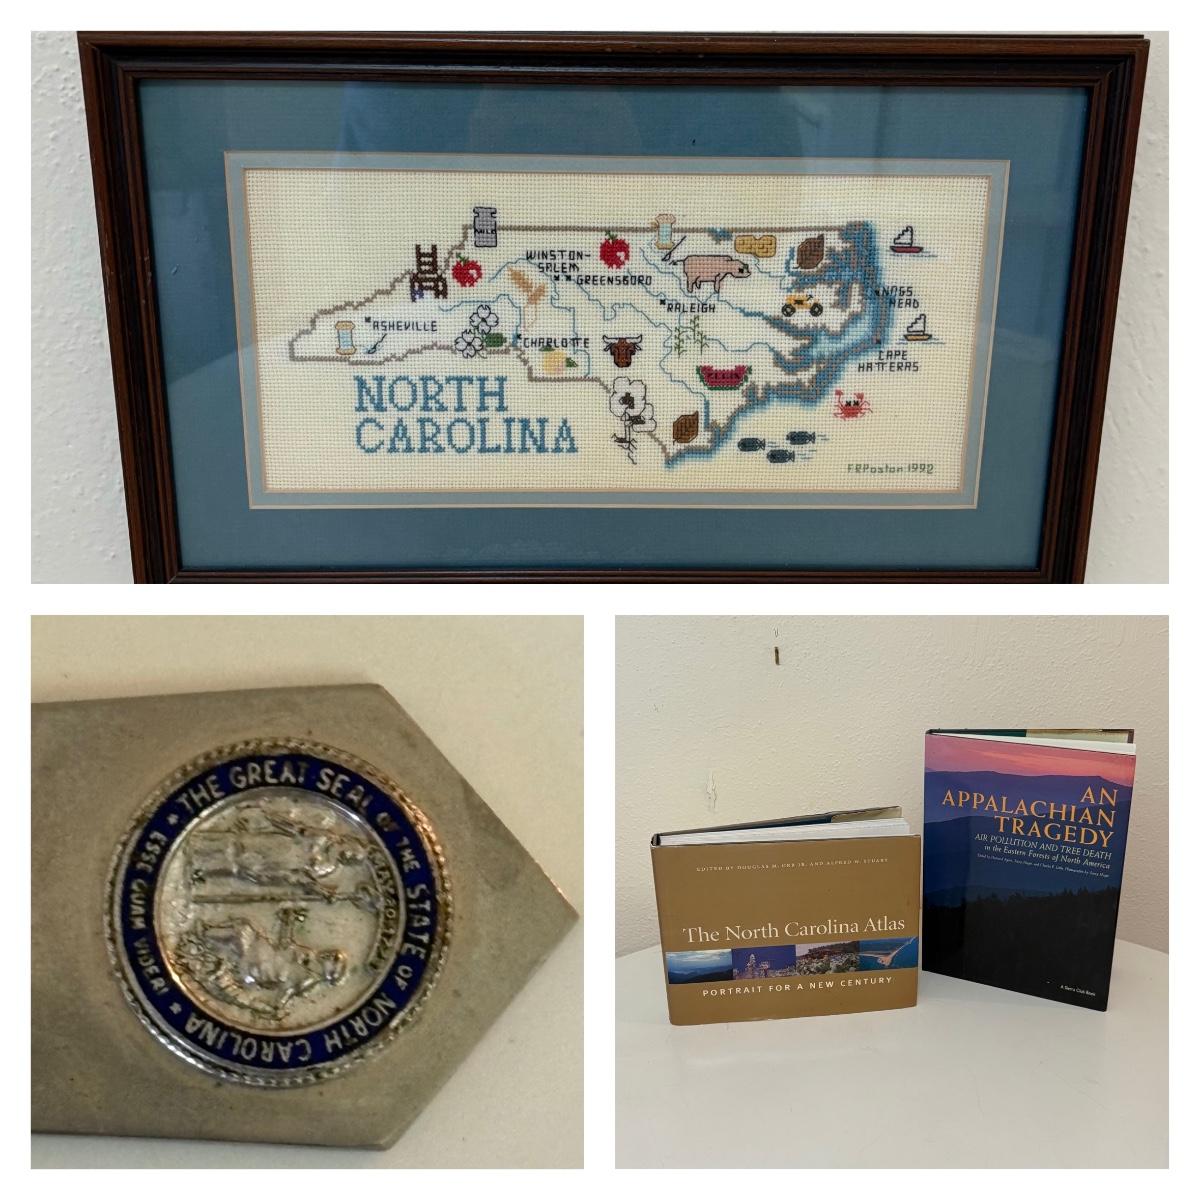 MILK
WINSTON-
SALEM
GREENSBORO
NAGS
HEAD
RALEIGH
ASHEVILLE
CHARLOTTE
CAPE
HATTERAS
NORTH
CAROLINA
F.R.Poston 1992
★ THE GREAT SEAL OF THE STATE OF NORTH CAROLINA ★ ESSE QUAM VIDERI
EDITED BY DOUGLAS M. ORR JR. AND ALFRED W. STUART
The North Carolina Atlas
PORTRAIT FOR A NEW CENTURY
AN
APPALACHIAN
TRAGEDY
AIR POLLUTION AND TREE DEATH
in the Eastern Forests of North America
A Sierra Club Book